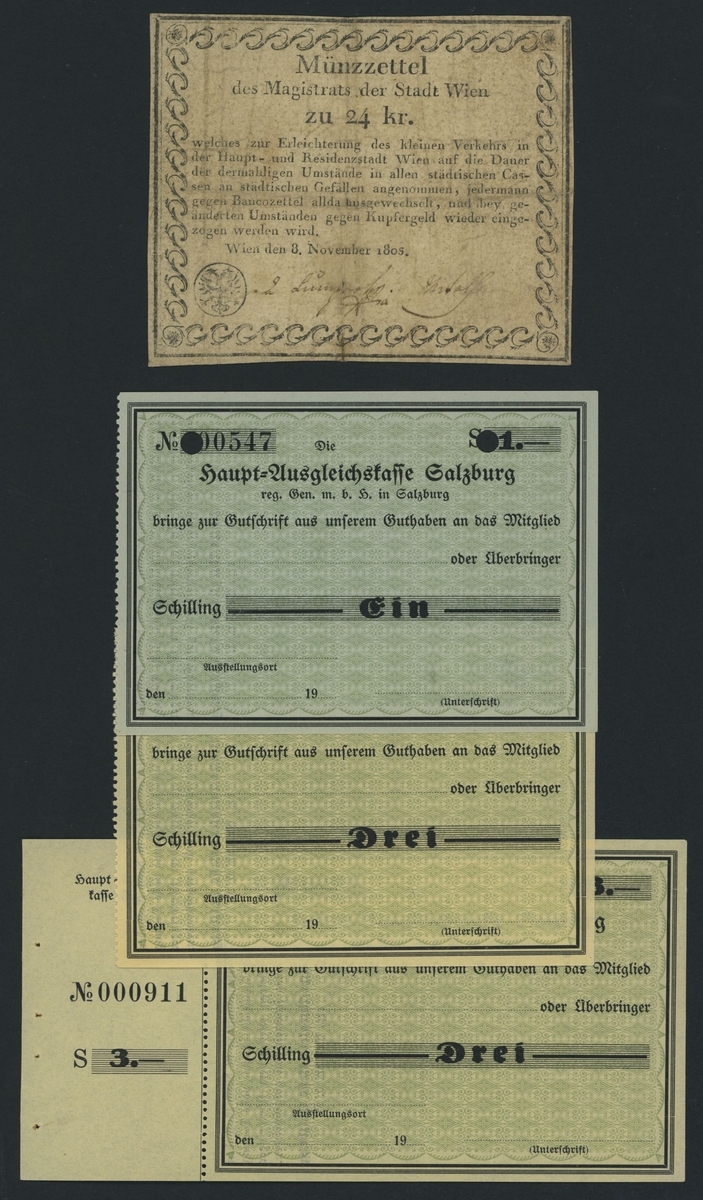 Münzzettel
des Magistrats der Stadt Wien
zu 24 kr.
welches zur Erleichterung des kleinen Verkehrs in
der Haupt- und Residenzstadt Wien auf die Dauer
der dermahligen Umstände in allen städtischen Cas-
sen an städtischen Gefällen angenommen, jedermann
gegen Bancozettel allda ausgewechselt, und bey ge-
änderten Umständen gegen Kupfergeld wieder einge-
zogen werden wird.
Wien den 8. November 1805.
№ 00547 S 1.—
Die
Haupt-Ausgleichskasse Salzburg
reg. Gen. m. b. H. in Salzburg
bringe zur Gutschrift aus unserem Guthaben an das Mitglied
oder Überbringer
Schilling Ein
Ausstellungsort
den 19
(Unterschrift)
bringe zur Gutschrift aus unserem Guthaben an das Mitglied
oder Überbringer
Schilling Drei
Ausstellungsort
den 19
(Unterschrift)
Haupt-
kasse
№ 000911
S 3.—
3.—
g
bringe zur Gutschrift aus unserem Guthaben an das Mitglied
oder Überbringer
Schilling Drei
Ausstellungsort
den 19
(Unterschrift)